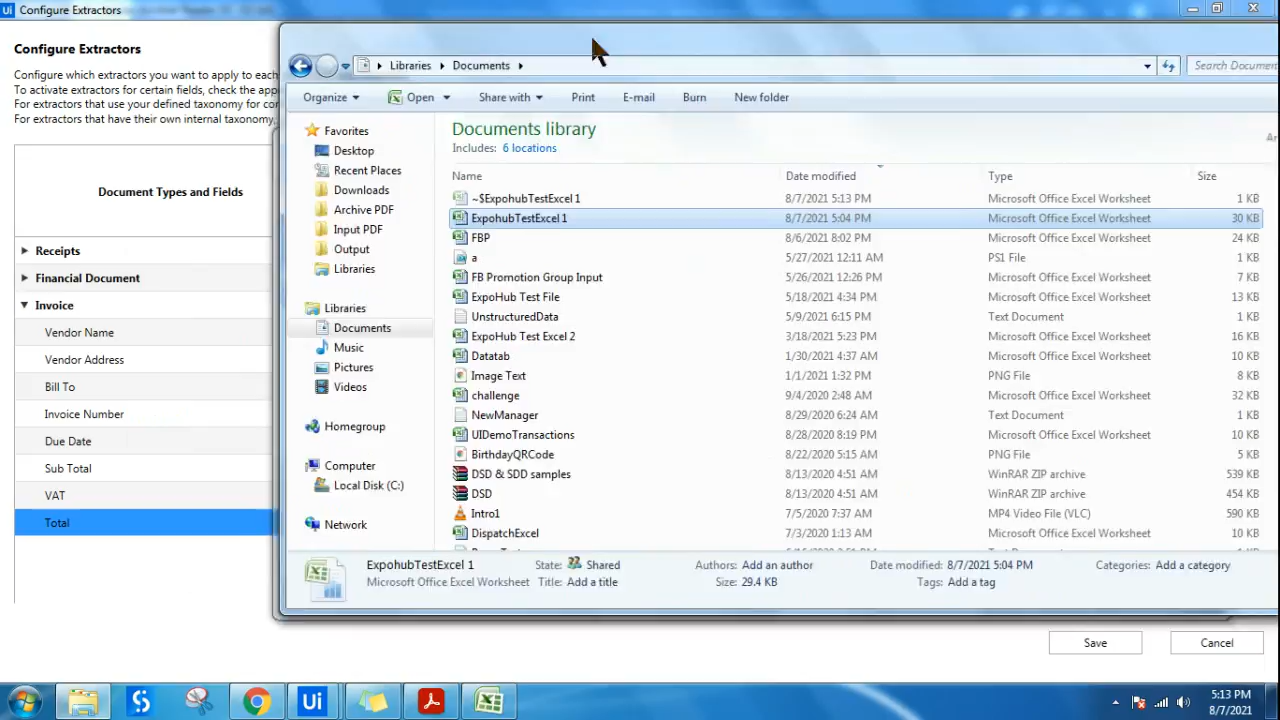 Ui Configure Extractors
Configure Extractors
Configure which extractors you want to apply to each
To activate extractors for certain fields, check the app
For extractors that use your defined taxonomy for con
For extractors that have their own internal taxonomy,
Document Types and Fields
Receipts
Financial Document
Invoice
Vendor Name
Vendor Address
Bill To
Invoice Number
Due Date
Sub Total
VAT
Total
Libraries Documents
Search Documen
Organize Open Share with Print E-mail Burn New folder
Favorites
Desktop
Recent Places
Downloads
Archive PDF
Input PDF
Output
Libraries
Libraries
Documents
Music
Pictures
Videos
Homegroup
Computer
Local Disk (C:)
Network
Documents library
Includes: 6 locations
Ar
Name Date modified Type Size
~$ExpohubTestExcel 1 8/7/2021 5:13 PM Microsoft Office Excel Worksheet 1 KB
ExpohubTestExcel 1 8/7/2021 5:04 PM Microsoft Office Excel Worksheet 30 KB
FBP 8/6/2021 8:02 PM Microsoft Office Excel Worksheet 24 KB
a 5/27/2021 12:11 AM PS1 File 1 KB
FB Promotion Group Input 5/26/2021 12:26 PM Microsoft Office Excel Worksheet 7 KB
ExpoHub Test File 5/18/2021 4:34 PM Microsoft Office Excel Worksheet 13 KB
UnstructuredData 5/9/2021 6:15 PM Text Document 1 KB
ExpoHub Test Excel 2 3/18/2021 5:23 PM Microsoft Office Excel Worksheet 16 KB
Datatab 1/30/2021 4:37 AM Microsoft Office Excel Worksheet 10 KB
Image Text 1/1/2021 1:32 PM PNG File 8 KB
challenge 9/4/2020 2:48 AM Microsoft Office Excel Worksheet 32 KB
NewManager 8/29/2020 6:24 AM Text Document 1 KB
UIDemoTransactions 8/28/2020 8:19 PM Microsoft Office Excel Worksheet 10 KB
BirthdayQRCode 8/22/2020 5:15 AM PNG File 5 KB
DSD & SDD samples 8/13/2020 4:51 AM WinRAR ZIP archive 539 KB
DSD 8/13/2020 4:51 AM WinRAR ZIP archive 454 KB
Intro1 7/5/2020 7:37 AM MP4 Video File (VLC) 590 KB
DispatchExcel 7/3/2020 1:13 AM Microsoft Office Excel Worksheet 10 KB
ExpohubTestExcel 1 State: Shared Authors: Add an author Date modified: 8/7/2021 5:04 PM Categories: Add a category
Microsoft Office Excel Worksheet Title: Add a title Size: 29.4 KB Tags: Add a tag
Save Cancel
Ui
5:13 PM
8/7/2021